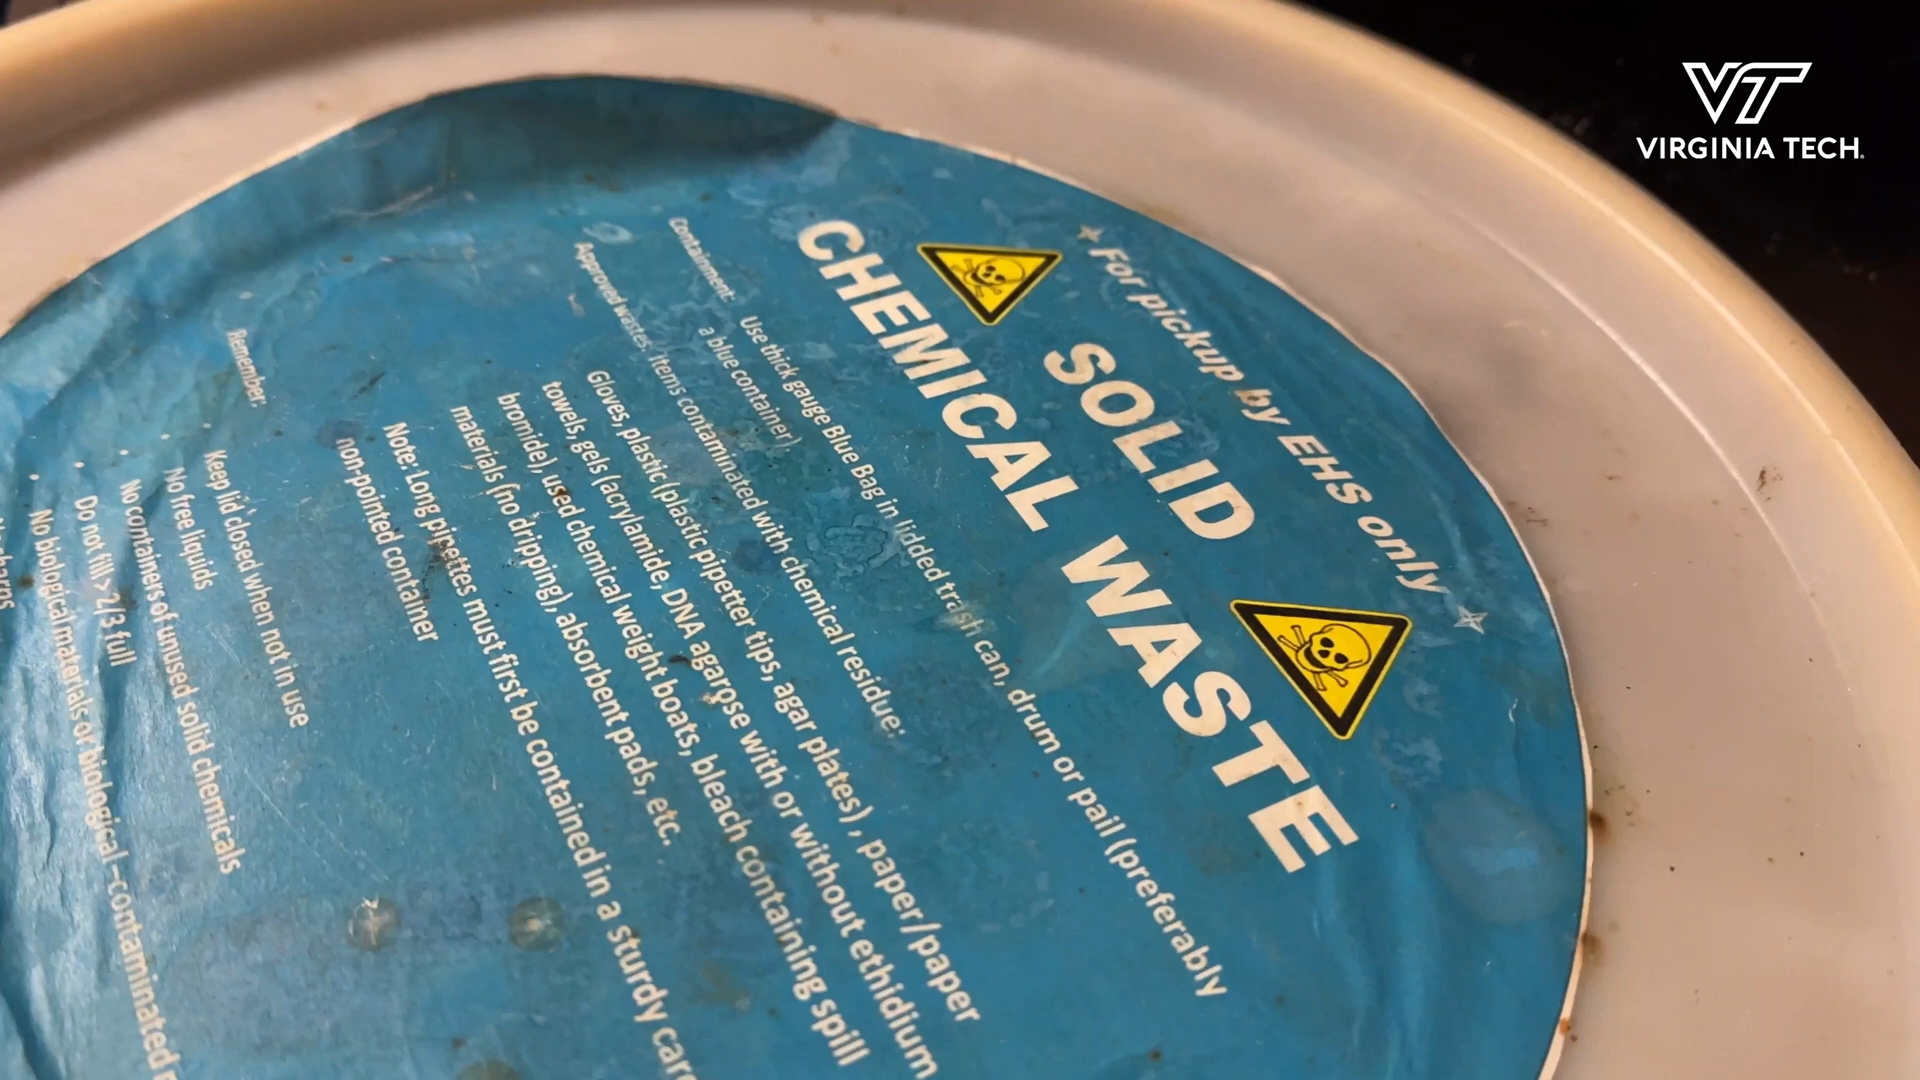 VT
VIRGINIA TECH
For pickup by EHS only
SOLID
CHEMICAL WASTE
Containment: Use thick gauge Blue Bag in lidded trash can, drum or pail (preferably
a blue container)
Approved wastes: Items contaminated with chemical residue:
Gloves, plastic (plastic pipetter tips, agar plates), paper/paper
towels, gels (acrylamide, DNA agarose with or without ethidium
bromide), used chemical weight boats, bleach containing spill
materials (no dripping), absorbent pads, etc.
Note: Long pipettes must first be contained in a sturdy
non-pointed container
Remember:
Keep lid closed when not in use
No free liquids
No containers of unused solid chemicals
Do not fill >2/3 full
No biological materials or biological-contaminated